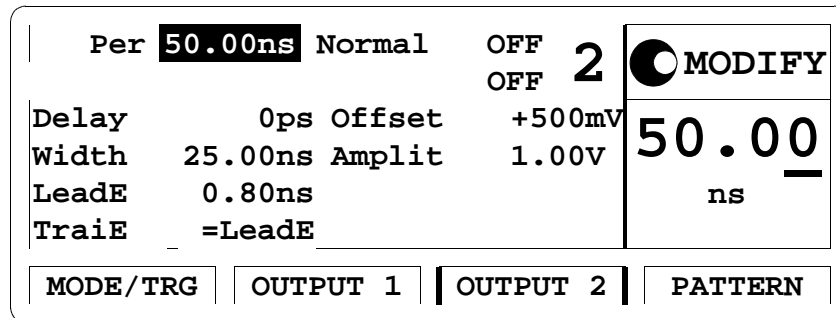 Per 50.00ns Normal OFF 2 MODIFY
OFF
Delay 0ps Offset +500mV 50.00
Width 25.00ns Amplit 1.00V
LeadE 0.80ns ns
TraiE =LeadE
MODE/TRG OUTPUT 1 OUTPUT 2 PATTERN